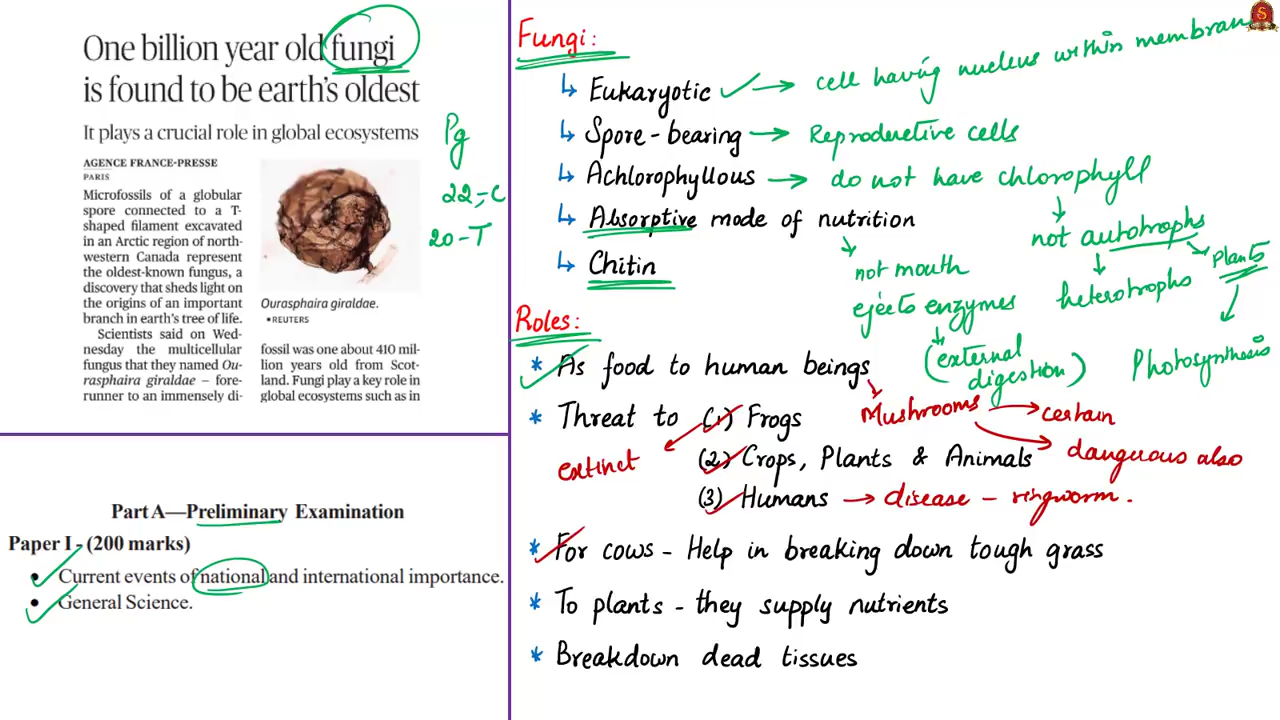 One billion year old fungi
is found to be earth's oldest
It plays a crucial role in global ecosystems
AGENCE FRANCE-PRESSE
PARIS
Microfossils of a globular
spore connected to a T-
shaped filament excavated
in an Arctic region of north-
western Canada represent
the oldest-known fungus, a
discovery that sheds light on
the origins of an important
branch in earth's tree of life.
Scientists said on Wed-
nesday the multicellular
fungus that they named Ou-
rasphaira giraldae – fore-
runner to an immensely di-
Ourasphaira giraldae.
•REUTERS
fossil was one about 410 mil-
lion years old from Scot-
land. Fungi play a key role in
global ecosystems such as in
Pg
22-C
20-T
Part A—Preliminary Examination
Paper I - (200 marks)
• Current events of national and international importance.
• General Science.
Fungi:
↳ Eukaryotic ✓ → cell having nucleus within membran
↳ Spore-bearing → Reproductive cells
↳ Achlorophyllous → do not have chlorophyll
not autotrophs
heterotrophs
plants
Photosynthesis
↳ Absorptive mode of nutrition
not mouth
ejects enzymes
(external
digestion)
↳ Chitin
Roles:
* As food to human beings
Mushrooms → certain
dangerous also
* Threat to (1) Frogs
extinct
(2) Crops, Plants & Animals
(3) Humans → disease - ringworm.
* For cows - Help in breaking down tough grass
* To plants - they supply nutrients
* Breakdown dead tissues
S